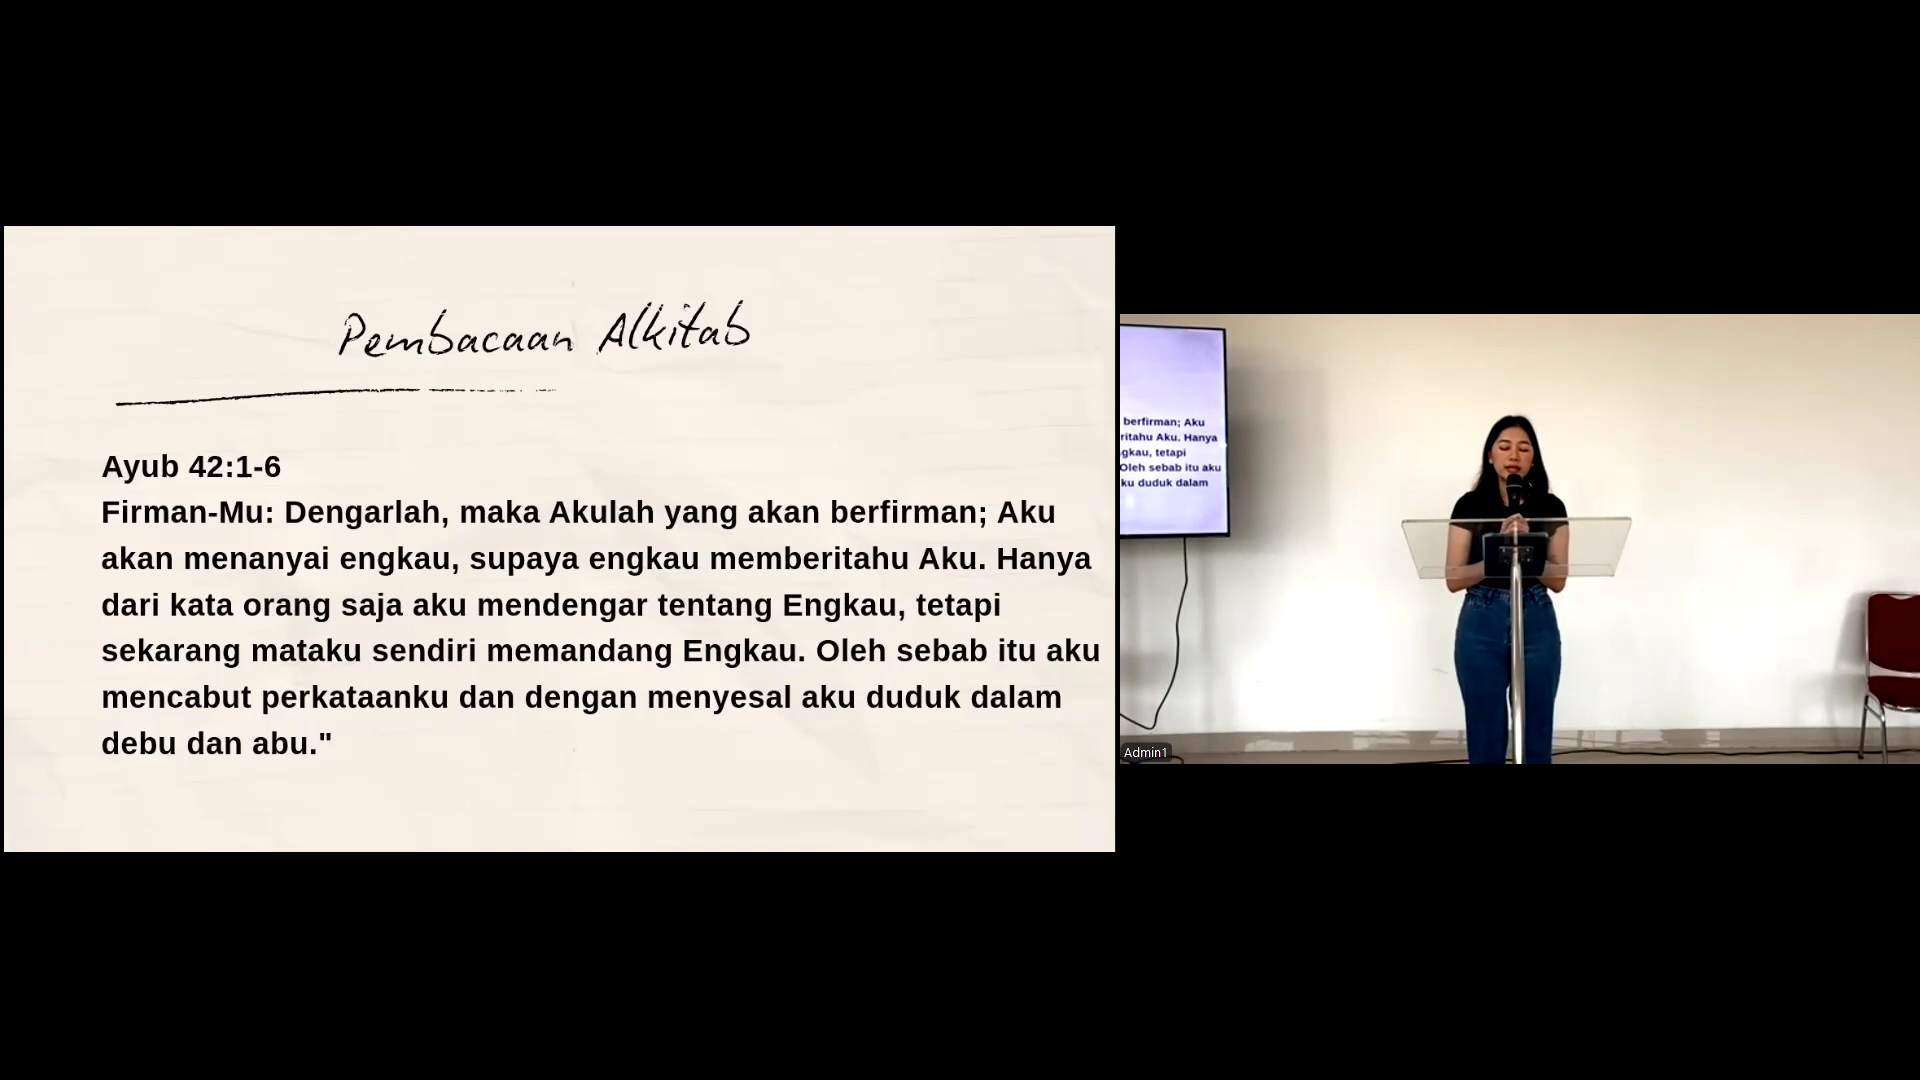 Pembacaan Alkitab
Ayub 42:1-6
Firman-Mu: Dengarlah, maka Akulah yang akan berfirman; Aku
akan menanyai engkau, supaya engkau memberitahu Aku. Hanya
dari kata orang saja aku mendengar tentang Engkau, tetapi
sekarang mataku sendiri memandang Engkau. Oleh sebab itu aku
mencabut perkataanku dan dengan menyesal aku duduk dalam
debu dan abu."
berfirman; Aku
ritahu Aku. Hanya
gkau, tetapi
Oleh sebab itu aku
ku duduk dalam
Admin1